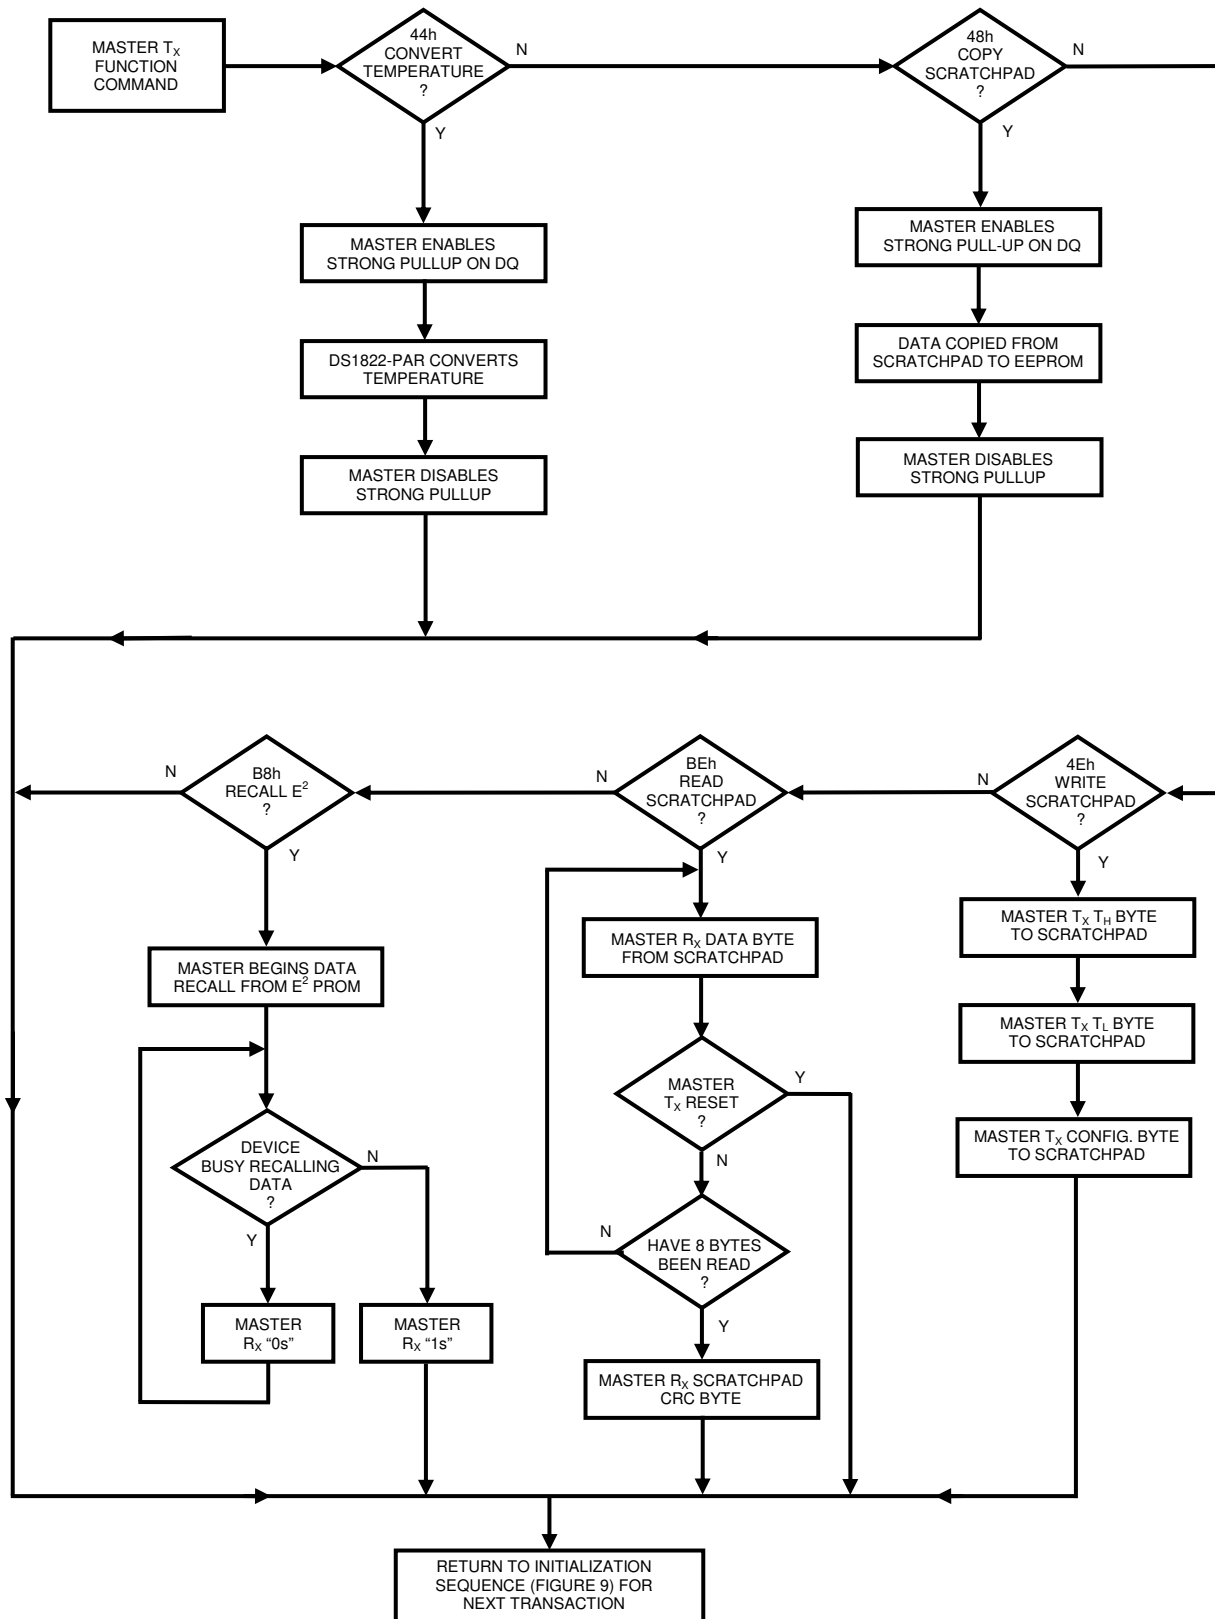 MASTER TX
FUNCTION
COMMAND
44h
CONVERT
TEMPERATURE
?
N
Y
48h
COPY
SCRATCHPAD
?
N
Y
MASTER ENABLES
STRONG PULLUP ON DQ
MASTER ENABLES
STRONG PULL-UP ON DQ
DS1822-PAR CONVERTS
TEMPERATURE
DATA COPIED FROM
SCRATCHPAD TO EEPROM
MASTER DISABLES
STRONG PULLUP
MASTER DISABLES
STRONG PULLUP
B8h
RECALL E2
?
N
Y
BEh
READ
SCRATCHPAD
?
N
Y
4Eh
WRITE
SCRATCHPAD
?
N
Y
MASTER BEGINS DATA
RECALL FROM E2 PROM
MASTER RX DATA BYTE
FROM SCRATCHPAD
MASTER TX TH BYTE
TO SCRATCHPAD
MASTER TX TL BYTE
TO SCRATCHPAD
MASTER
TX RESET
?
Y
N
MASTER TX CONFIG. BYTE
TO SCRATCHPAD
DEVICE
BUSY RECALLING
DATA
?
N
Y
HAVE 8 BYTES
BEEN READ
?
N
Y
MASTER
RX “0s”
MASTER
RX “1s”
MASTER RX SCRATCHPAD
CRC BYTE
RETURN TO INITIALIZATION
SEQUENCE (FIGURE 9) FOR
NEXT TRANSACTION